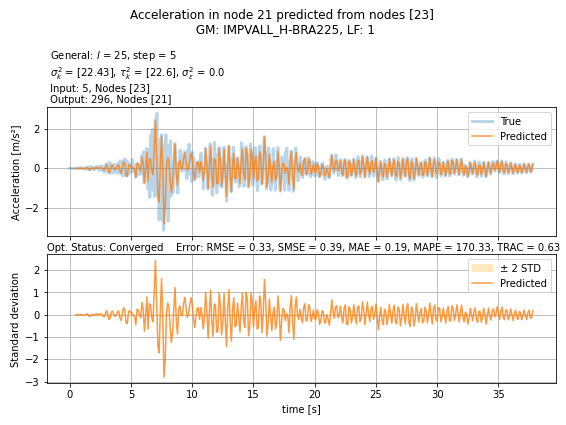 Acceleration in node 21 predicted from nodes [23]
GM: IMPVALL_H-BRA225, LF: 1
General: l = 25, step = 5
σ²ₖ = [22.43], τ²ₖ = [22.6], σ²ε = 0.0
Input: 5, Nodes [23]
Output: 296, Nodes [21]
Acceleration [m/s²]
2
0
−2
True
Predicted
Opt. Status: Converged Error: RMSE = 0.33, SMSE = 0.39, MAE = 0.19, MAPE = 170.33, TRAC = 0.63
Standard deviation
2
1
0
−1
−2
−3
± 2 STD
Predicted
0 5 10 15 20 25 30 35
time [s]